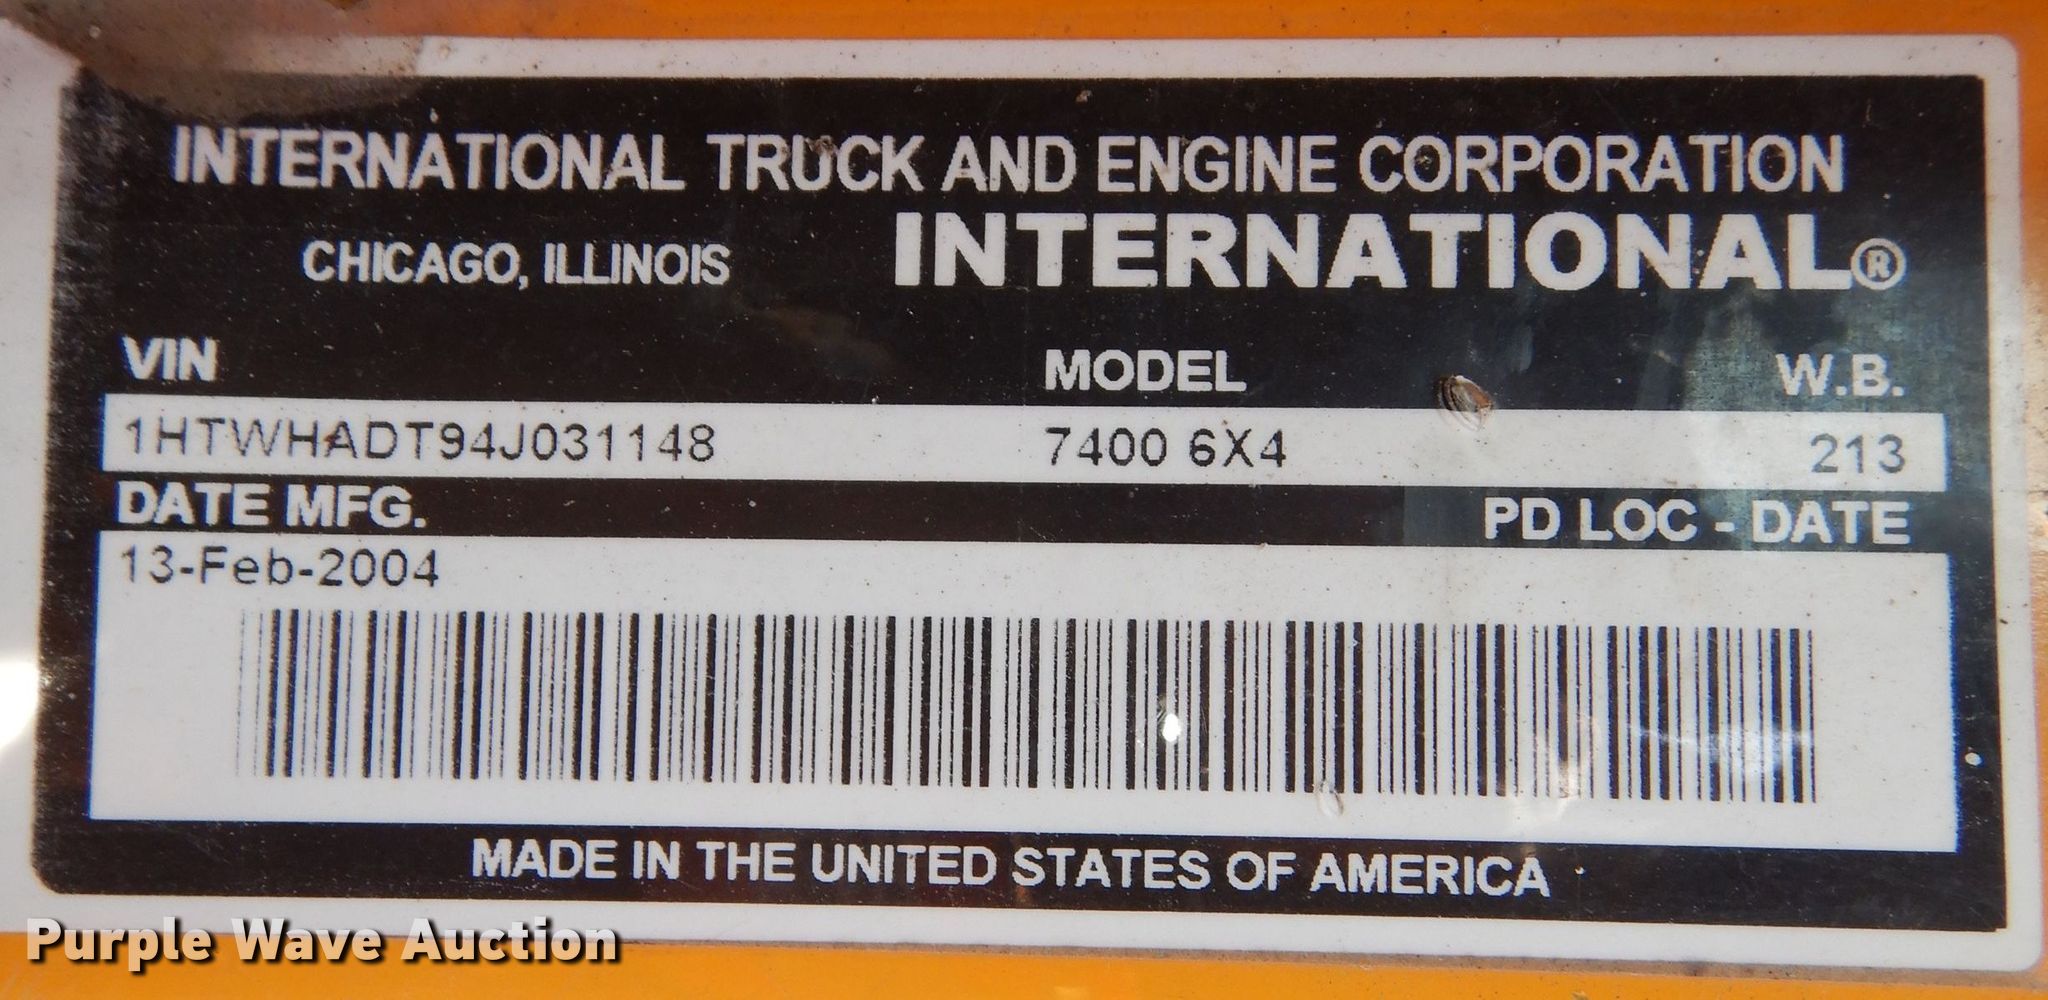 INTERNATIONAL TRUCK AND ENGINE CORPORATION
CHICAGO, ILLINOIS INTERNATIONAL®
VIN MODEL W.B.
1HTWHADT94J031148 7400 6X4 213
DATE MFG. PD LOC - DATE
13-Feb-2004
MADE IN THE UNITED STATES OF AMERICA
Purple Wave Auction